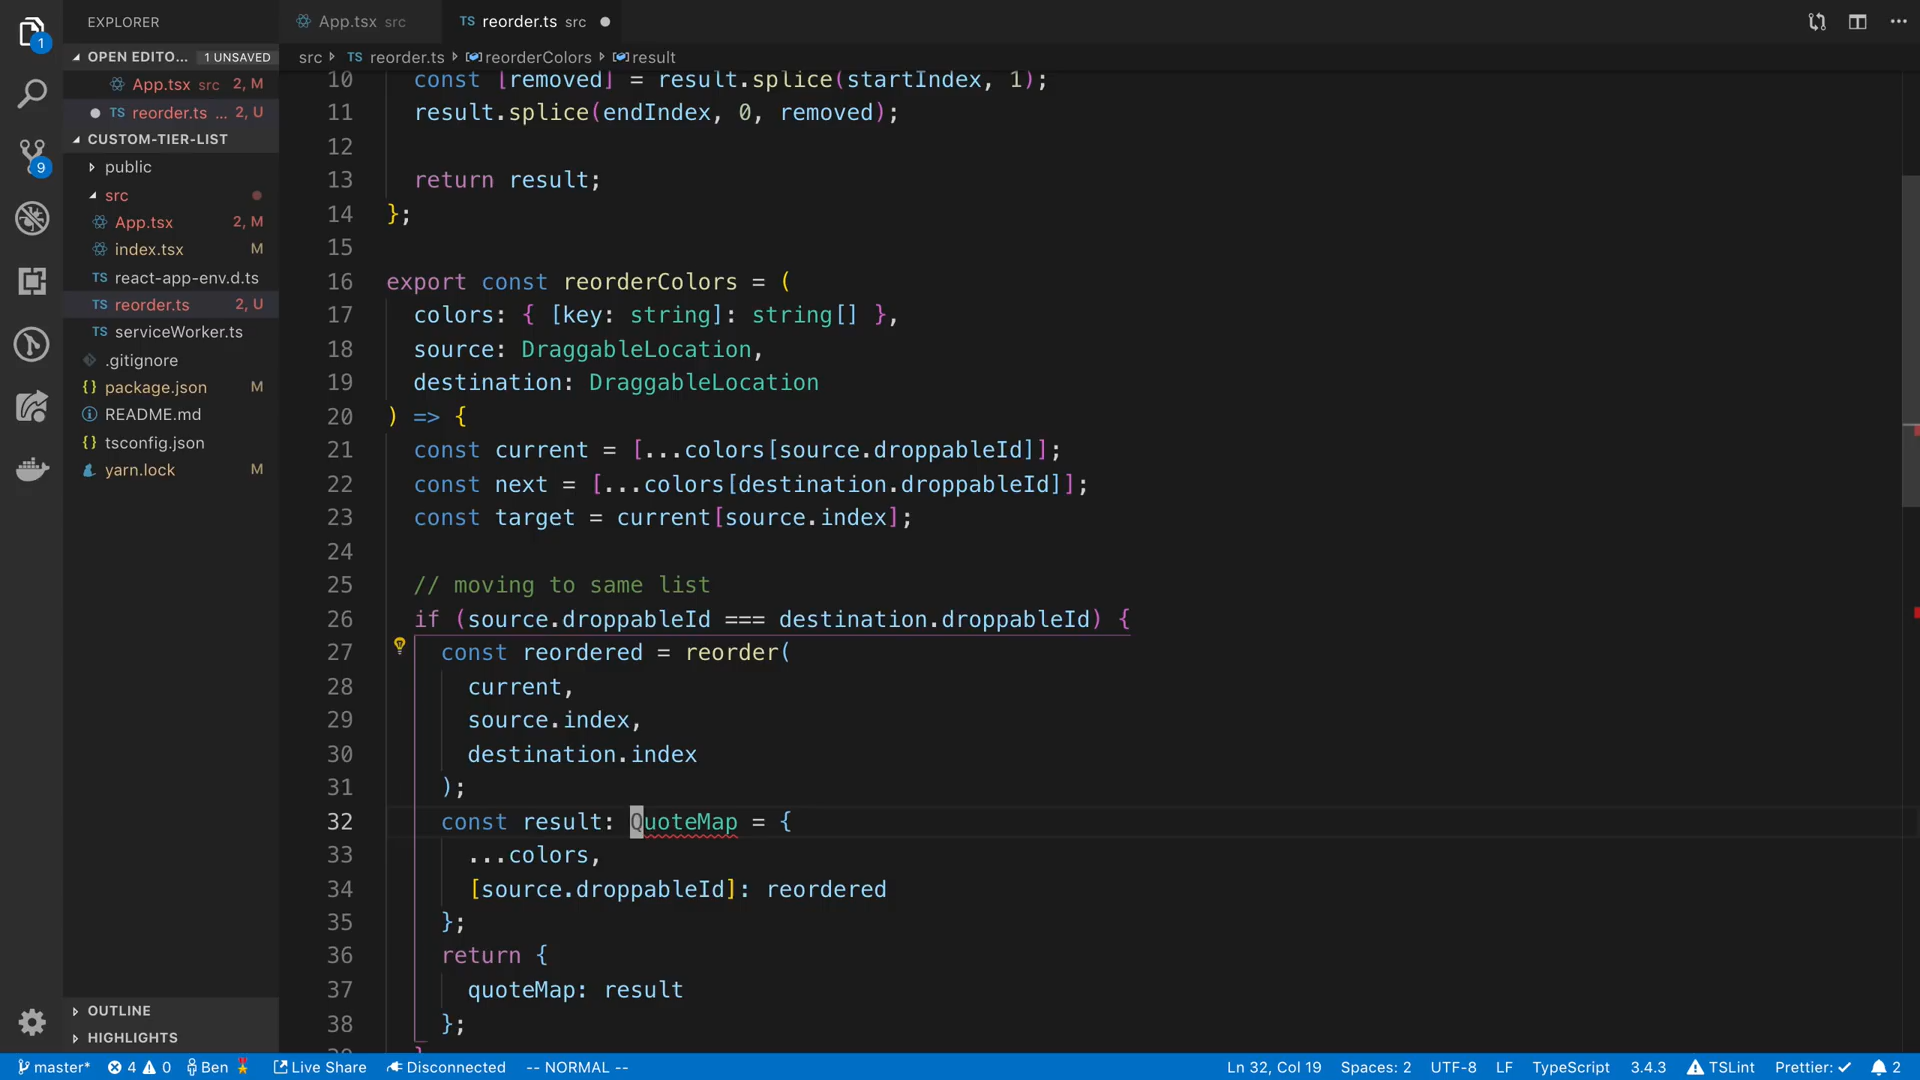 EXPLORER
App.tsx src
TS reorder.ts src
OPEN EDITO... 1 UNSAVED
src TS reorder.ts reorderColors result
App.tsx src 2, M
TS reorder.ts ... 2, U
CUSTOM-TIER-LIST
public
src
App.tsx 2, M
index.tsx M
TS react-app-env.d.ts
TS reorder.ts 2, U
TS serviceWorker.ts
.gitignore
{} package.json M
README.md
{} tsconfig.json
yarn.lock M
OUTLINE
HIGHLIGHTS
1
9
10 const [removed] = result.splice(startIndex, 1);
11 result.splice(endIndex, 0, removed);
12
13 return result;
14 };
15
16 export const reorderColors = (
17 colors: { [key: string]: string[] },
18 source: DraggableLocation,
19 destination: DraggableLocation
20 ) => {
21 const current = [...colors[source.droppableId]];
22 const next = [...colors[destination.droppableId]];
23 const target = current[source.index];
24
25 // moving to same list
26 if (source.droppableId === destination.droppableId) {
27 const reordered = reorder(
28 current,
29 source.index,
30 destination.index
31 );
32 const result: QuoteMap = {
33 ...colors,
34 [source.droppableId]: reordered
35 };
36 return {
37 quoteMap: result
38 };
master* 4 0 Ben Live Share Disconnected -- NORMAL -- Ln 32, Col 19 Spaces: 2 UTF-8 LF TypeScript 3.4.3 TSLint Prettier: 2